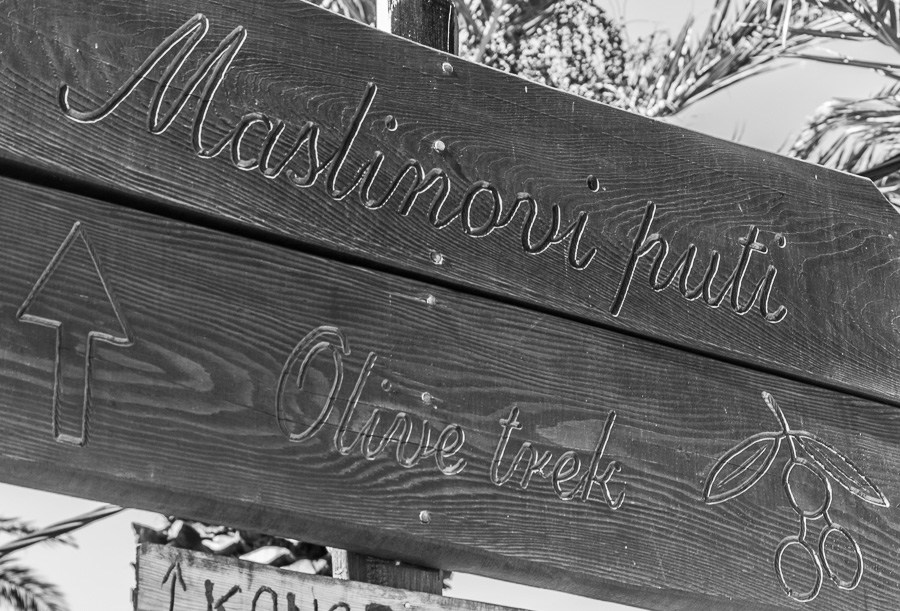 Maslinovi puti
Olive trek